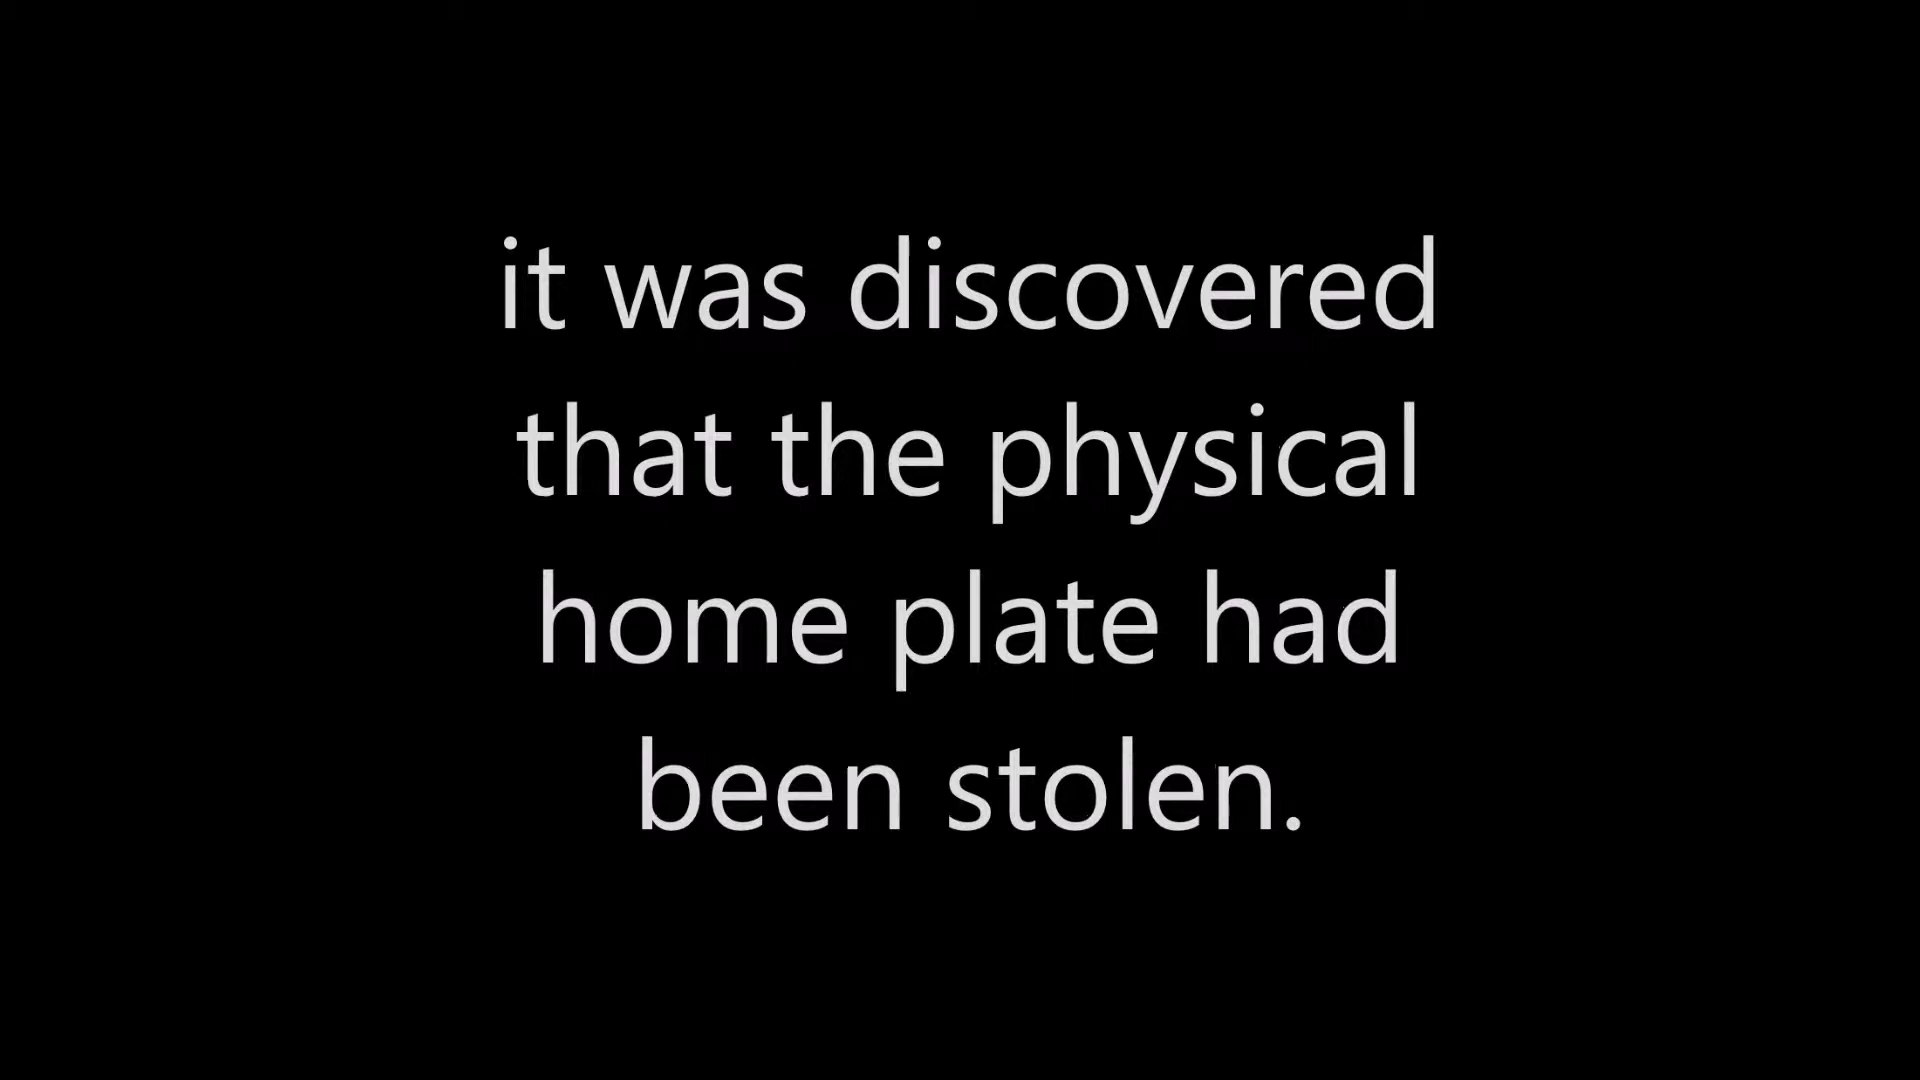 it was discovered
that the physical
home plate had
been stolen.